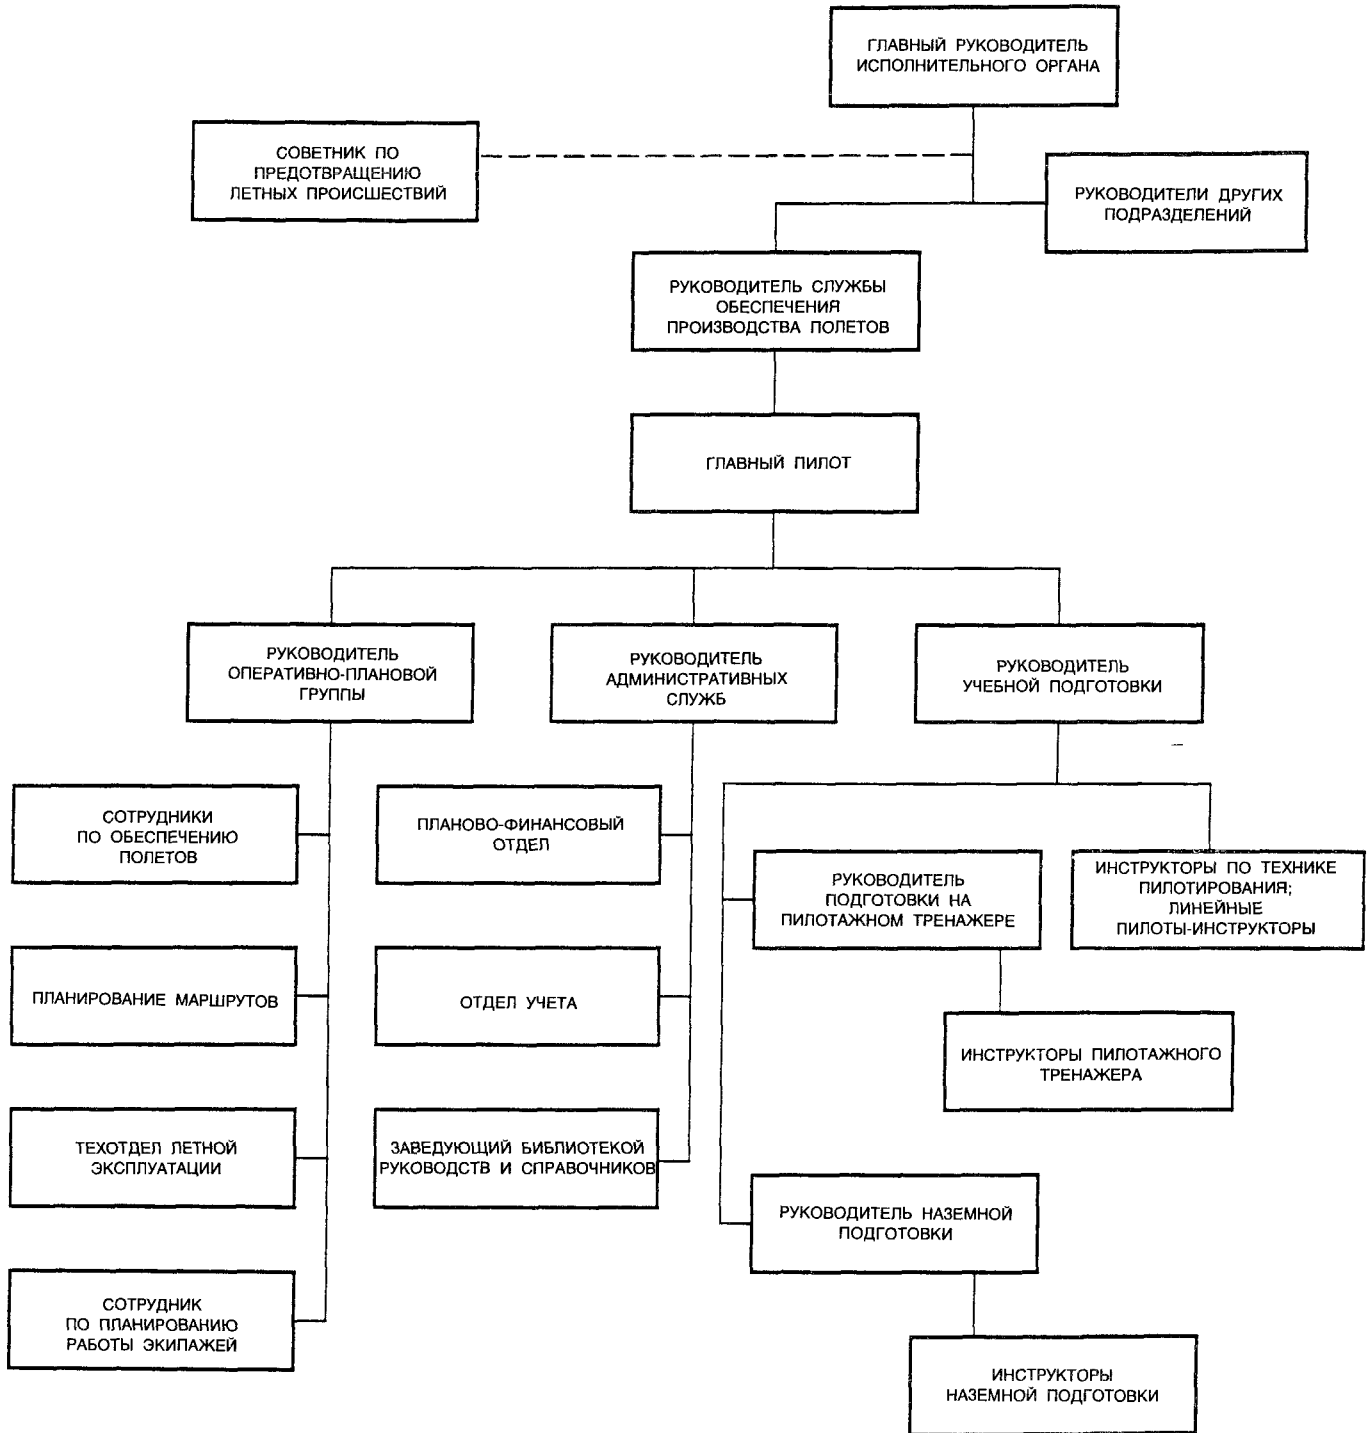 ГЛАВНЫЙ РУКОВОДИТЕЛЬ
ИСПОЛНИТЕЛЬНОГО ОРГАНА
СОВЕТНИК ПО
ПРЕДОТВРАЩЕНИЮ
ЛЕТНЫХ ПРОИСШЕСТВИЙ
РУКОВОДИТЕЛИ ДРУГИХ
ПОДРАЗДЕЛЕНИЙ
РУКОВОДИТЕЛЬ СЛУЖБЫ
ОБЕСПЕЧЕНИЯ
ПРОИЗВОДСТВА ПОЛЕТОВ
ГЛАВНЫЙ ПИЛОТ
РУКОВОДИТЕЛЬ
ОПЕРАТИВНО-ПЛАНОВОЙ
ГРУППЫ
РУКОВОДИТЕЛЬ
АДМИНИСТРАТИВНЫХ
СЛУЖБ
РУКОВОДИТЕЛЬ
УЧЕБНОЙ ПОДГОТОВКИ
СОТРУДНИКИ
ПО ОБЕСПЕЧЕНИЮ
ПОЛЕТОВ
ПЛАНОВО-ФИНАНСОВЫЙ
ОТДЕЛ
РУКОВОДИТЕЛЬ
ПОДГОТОВКИ НА
ПИЛОТАЖНОМ ТРЕНАЖЕРЕ
ИНСТРУКТОРЫ ПО ТЕХНИКЕ
ПИЛОТИРОВАНИЯ;
ЛИНЕЙНЫЕ
ПИЛОТЫ-ИНСТРУКТОРЫ
ПЛАНИРОВАНИЕ МАРШРУТОВ
ОТДЕЛ УЧЕТА
ИНСТРУКТОРЫ ПИЛОТАЖНОГО
ТРЕНАЖЕРА
ТЕХОТДЕЛ ЛЕТНОЙ
ЭКСПЛУАТАЦИИ
ЗАВЕДУЮЩИЙ БИБЛИОТЕКОЙ
РУКОВОДСТВ И СПРАВОЧНИКОВ
РУКОВОДИТЕЛЬ НАЗЕМНОЙ
ПОДГОТОВКИ
СОТРУДНИК
ПО ПЛАНИРОВАНИЮ
РАБОТЫ ЭКИПАЖЕЙ
ИНСТРУКТОРЫ
НАЗЕМНОЙ ПОДГОТОВКИ